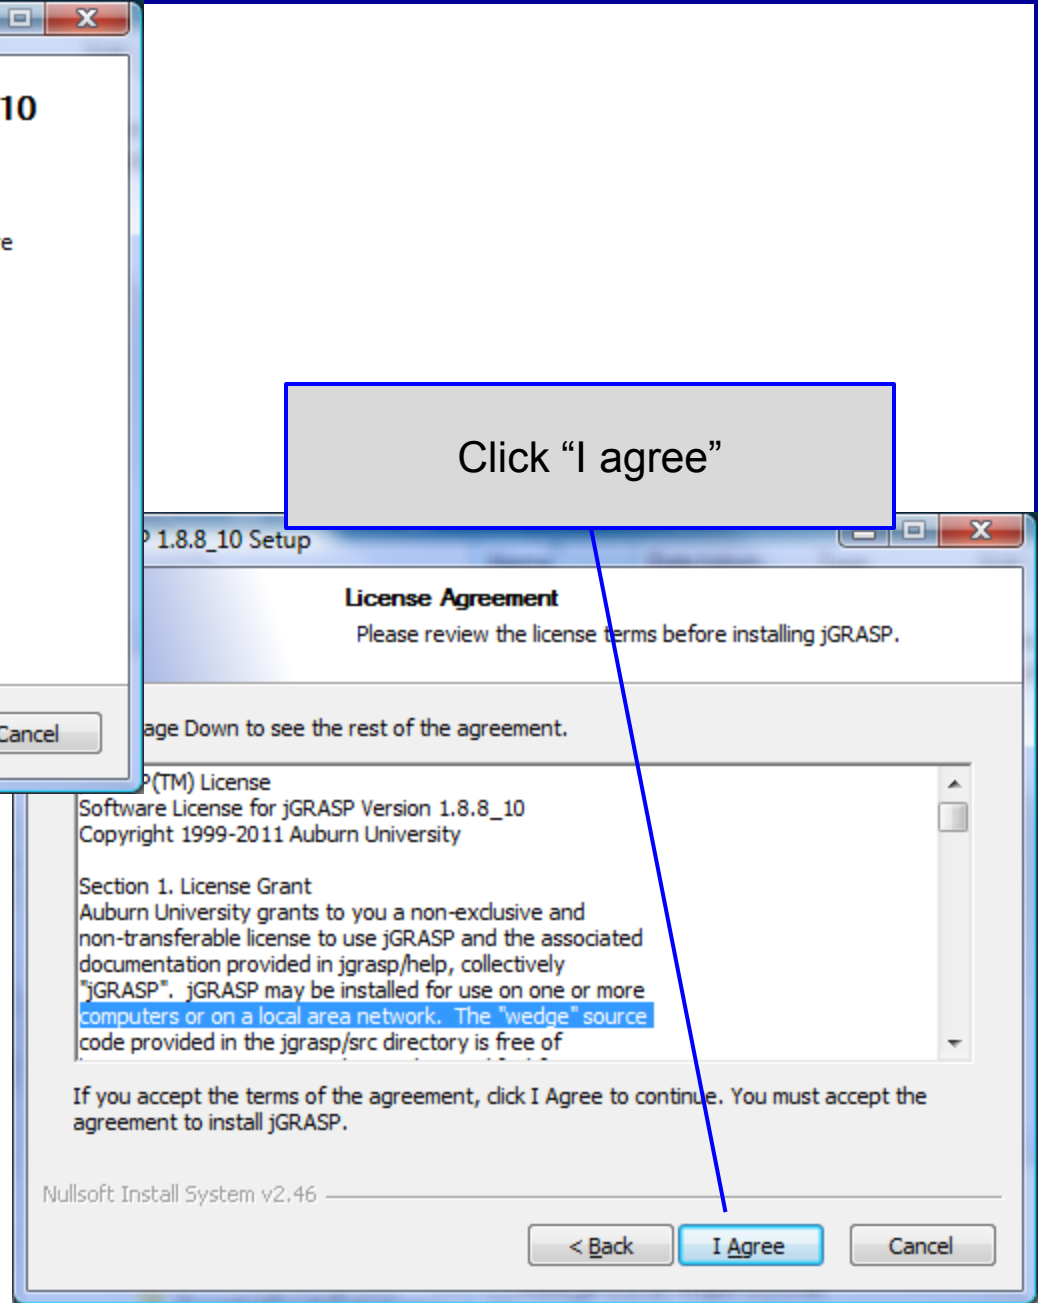 10
e
Cancel
Click “I agree”
1.8.8_10 Setup
License Agreement
Please review the license terms before installing jGRASP.
age Down to see the rest of the agreement.
P(TM) License
Software License for jGRASP Version 1.8.8_10
Copyright 1999-2011 Auburn University
Section 1. License Grant
Auburn University grants to you a non-exclusive and
non-transferable license to use jGRASP and the associated
documentation provided in jgrasp/help, collectively
"jGRASP".  jGRASP may be installed for use on one or more
computers or on a local area network.  The "wedge" source
code provided in the jgrasp/src directory is free of
If you accept the terms of the agreement, click I Agree to continue. You must accept the
agreement to install jGRASP.
Nullsoft Install System v2.46
< Back I Agree Cancel